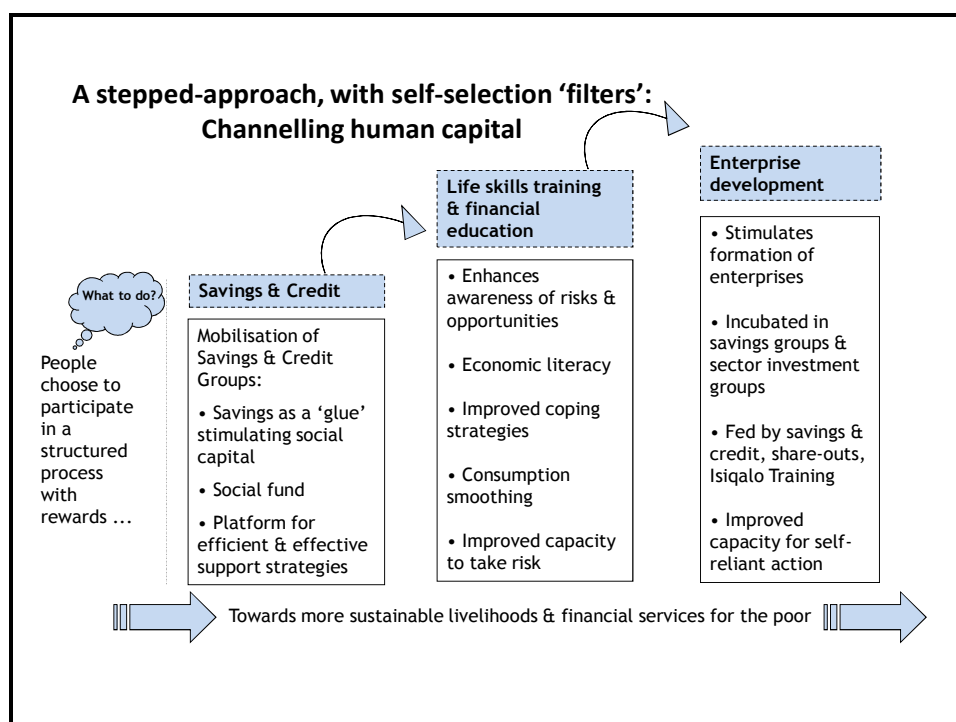 A stepped-approach, with self-selection ‘filters’:
Channelling human capital
What to do?
People
choose to
participate
in a
structured
process
with
rewards ...
Savings & Credit
Mobilisation of
Savings & Credit
Groups:
• Savings as a ‘glue’
stimulating social
capital
• Social fund
• Platform for
efficient & effective
support strategies
Life skills training
& financial
education
• Enhances
awareness of risks &
opportunities
• Economic literacy
• Improved coping
strategies
• Consumption
smoothing
• Improved capacity
to take risk
Enterprise
development
• Stimulates
formation of
enterprises
• Incubated in
savings groups &
sector investment
groups
• Fed by savings &
credit, share-outs,
Isiqalo Training
• Improved
capacity for self-
reliant action
Towards more sustainable livelihoods & financial services for the poor